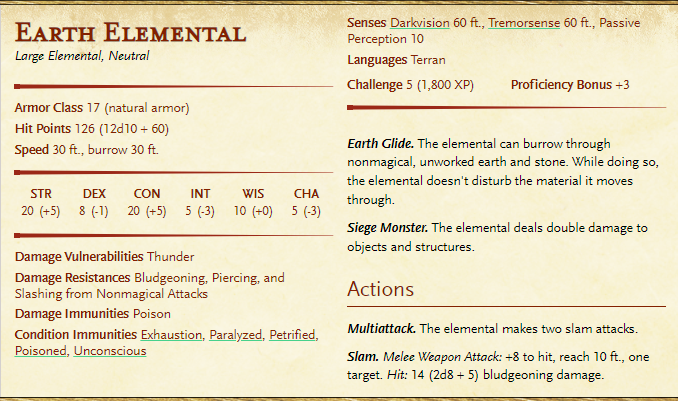 Earth Elemental
Large Elemental, Neutral
Armor Class 17 (natural armor)
Hit Points 126 (12d10 + 60)
Speed 30 ft., burrow 30 ft.
STR DEX CON INT WIS CHA
20 (+5) 8 (-1) 20 (+5) 5 (-3) 10 (+0) 5 (-3)
Damage Vulnerabilities Thunder
Damage Resistances Bludgeoning, Piercing, and
Slashing from Nonmagical Attacks
Damage Immunities Poison
Condition Immunities Exhaustion, Paralyzed, Petrified,
Poisoned, Unconscious
Senses Darkvision 60 ft., Tremorsense 60 ft., Passive
Perception 10
Languages Terran
Challenge 5 (1,800 XP) Proficiency Bonus +3
Earth Glide. The elemental can burrow through
nonmagical, unworked earth and stone. While doing so,
the elemental doesn't disturb the material it moves
through.
Siege Monster. The elemental deals double damage to
objects and structures.
Actions
Multiattack. The elemental makes two slam attacks.
Slam. Melee Weapon Attack: +8 to hit, reach 10 ft., one
target. Hit: 14 (2d8 + 5) bludgeoning damage.